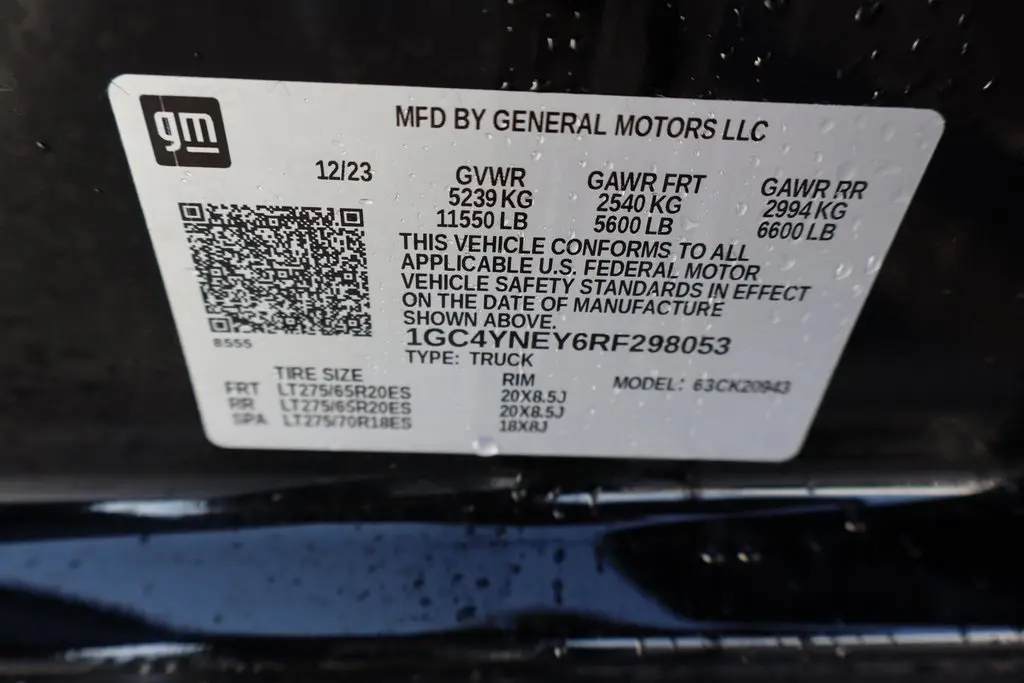 gm
MFD BY GENERAL MOTORS LLC
12/23
GVWR
5239 KG
11550 LB
GAWR FRT
2540 KG
5600 LB
GAWR RR
2994 KG
6600 LB
THIS VEHICLE CONFORMS TO ALL
APPLICABLE U.S. FEDERAL MOTOR
VEHICLE SAFETY STANDARDS IN EFFECT
ON THE DATE OF MANUFACTURE
SHOWN ABOVE.
8555
1GC4YNEY6RF298053
TYPE: TRUCK
TIRE SIZE
RIM
MODEL: 63CK20943
FRT LT275/65R20ES 20X8.5J
RR LT275/65R20ES 20X8.5J
SPA LT275/70R18ES 18X8J